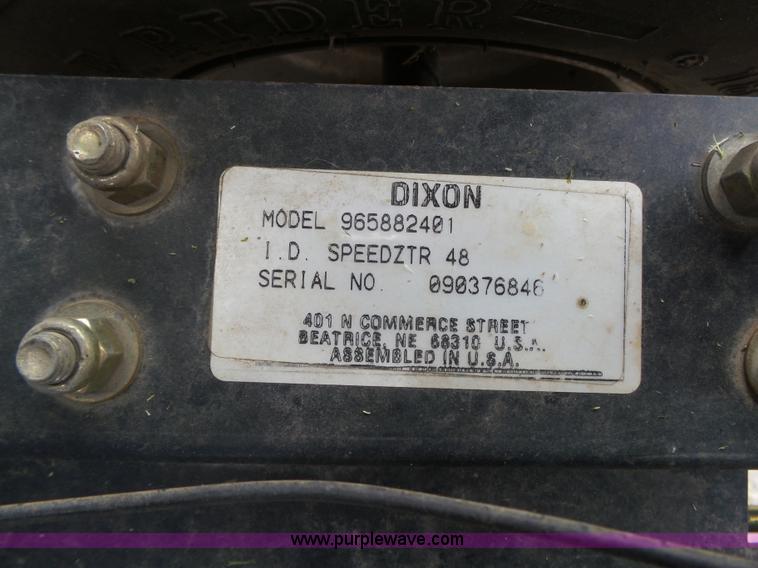 RIDER
DIXON
MODEL 965882401
I.D. SPEEDZTR 48
SERIAL NO. 090376846
401 N COMMERCE STREET
BEATRICE, NE 68310 U.S.A.
ASSEMBLED IN U.S.A.
www.purplewave.com